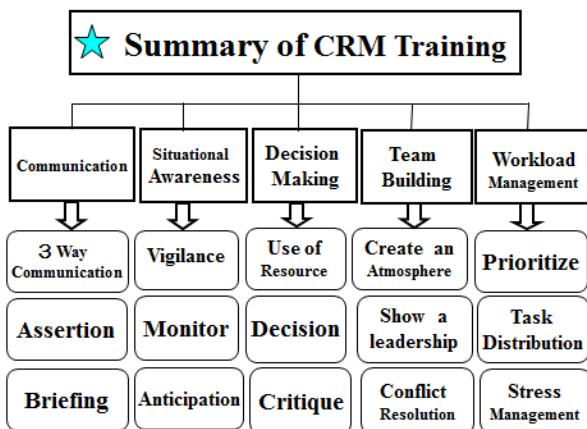 Summary of CRM Training
Communication
Situational
Awareness
Decision
Making
Team
Building
Workload
Management
3 Way
Communication
Vigilance
Use of
Resource
Create an
Atmosphere
Prioritize
Assertion
Monitor
Decision
Show a
leadership
Task
Distribution
Briefing
Anticipation
Critique
Conflict
Resolution
Stress
Management